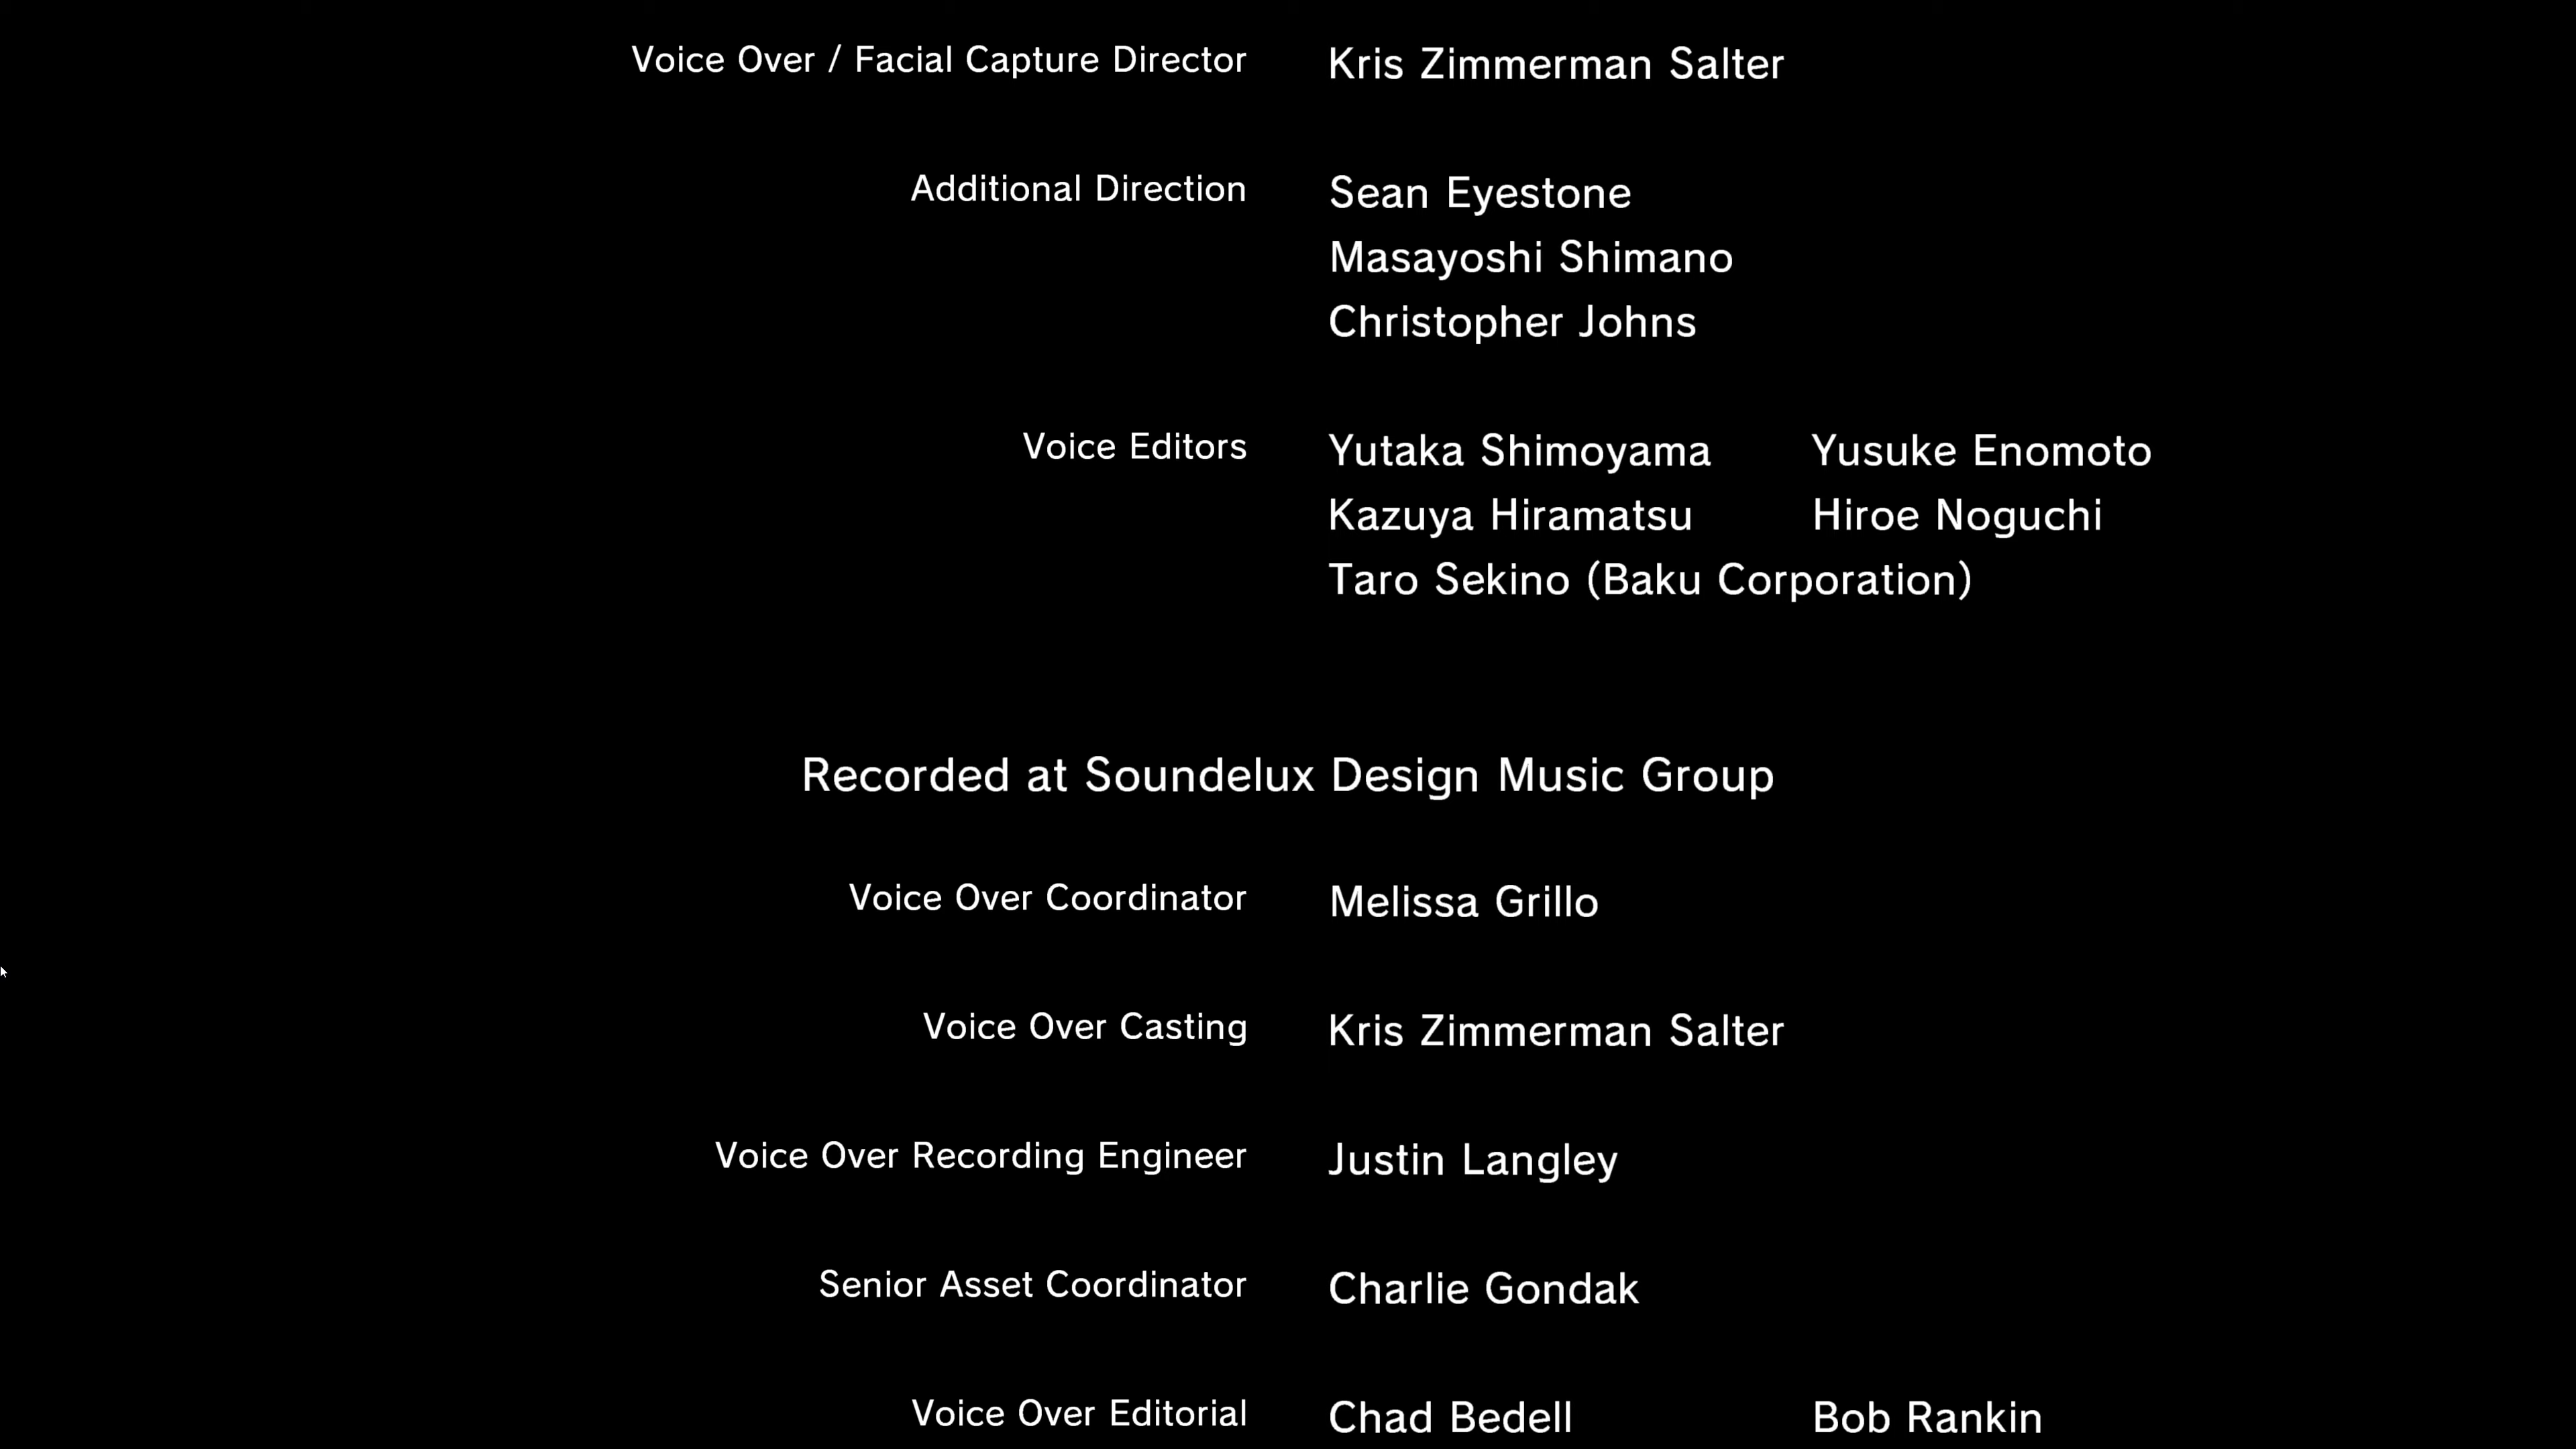 Voice Over / Facial Capture Director Kris Zimmerman Salter
Additional Direction Sean Eyestone
Masayoshi Shimano
Christopher Johns
Voice Editors Yutaka Shimoyama Yusuke Enomoto
Kazuya Hiramatsu Hiroe Noguchi
Taro Sekino (Baku Corporation)
Recorded at Soundelux Design Music Group
Voice Over Coordinator Melissa Grillo
Voice Over Casting Kris Zimmerman Salter
Voice Over Recording Engineer Justin Langley
Senior Asset Coordinator Charlie Gondak
Voice Over Editorial Chad Bedell Bob Rankin